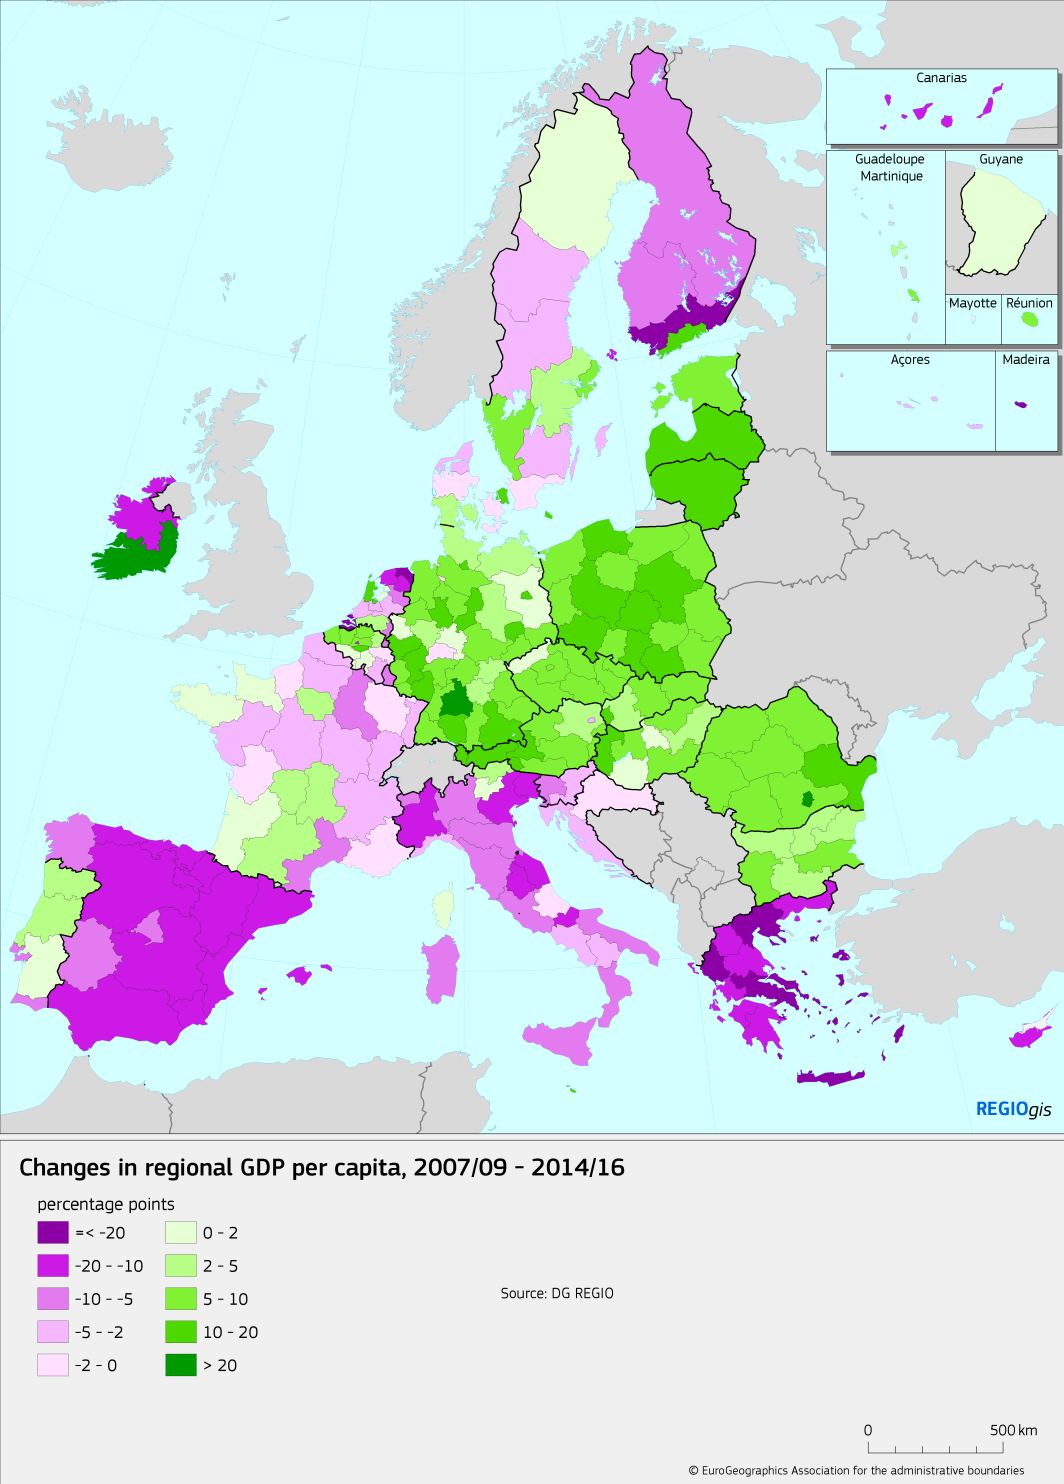 Canarias
Guadeloupe
Martinique
Guyane
Mayotte
Réunion
Açores
Madeira
REGIOgis
Changes in regional GDP per capita, 2007/09 - 2014/16
percentage points
=< -20
-20 - -10
-10 - -5
-5 - -2
-2 - 0
0 - 2
2 - 5
5 - 10
10 - 20
> 20
Source: DG REGIO
0 500 km
© EuroGeographics Association for the administrative boundaries